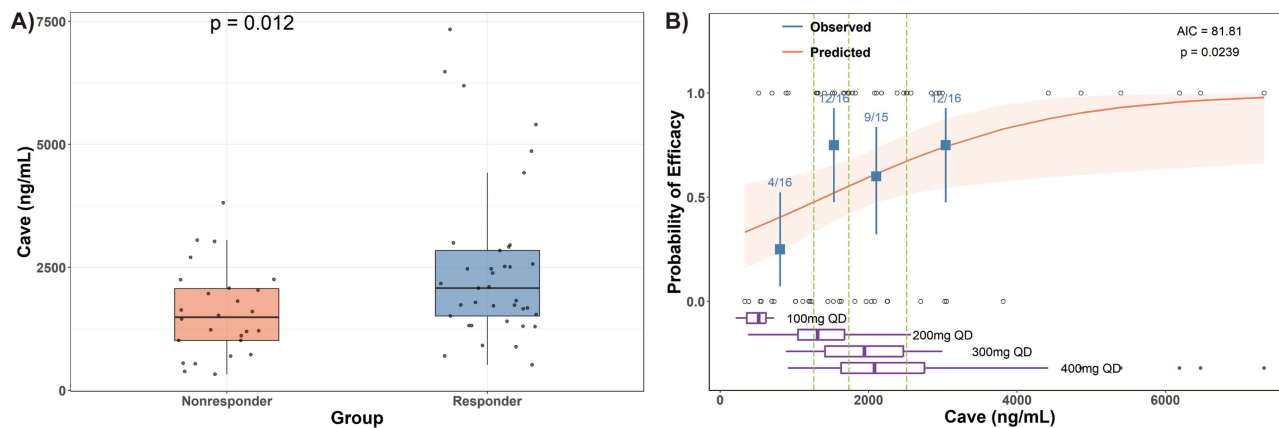 A)
p = 0.012
7500
5000
2500
0
Cave (ng/mL)
Nonresponder
Responder
Group
B)
Observed
Predicted
AIC = 81.81
p = 0.0239
1.0
0.5
0.0
Probability of Efficacy
4/16
12/16
9/15
12/16
100mg QD
200mg QD
300mg QD
400mg QD
0
2000
4000
6000
Cave (ng/mL)